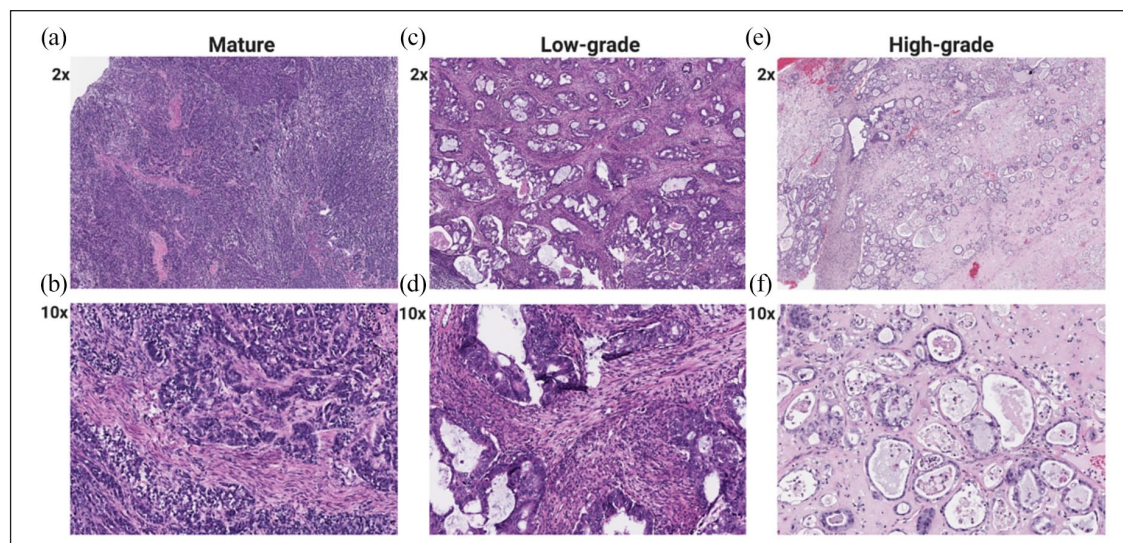 (a) Mature (c) Low-grade (e) High-grade
2x 2x 2x
(b) (d) (f)
10x 10x 10x